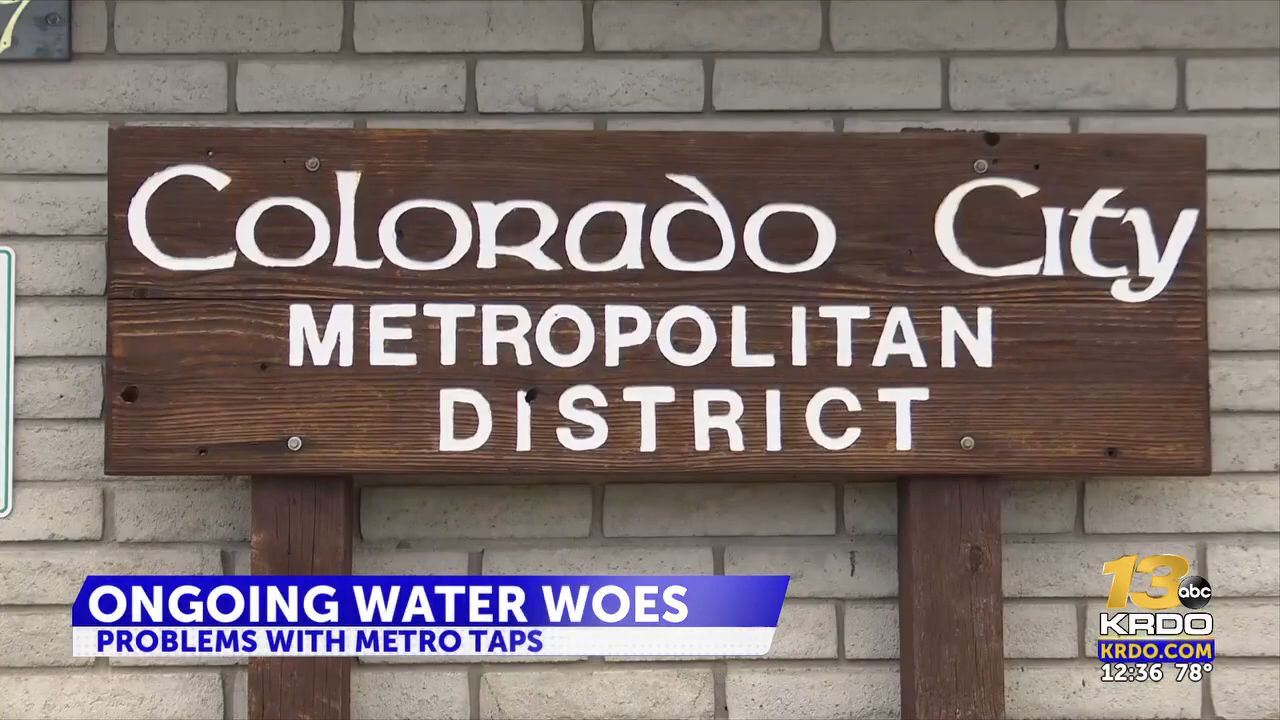 7
Colorado City
METROPOLITAN
DISTRICT
ONGOING WATER WOES
PROBLEMS WITH METRO TAPS
13 abc
KRDO
KRDO.COM
12:36 78°